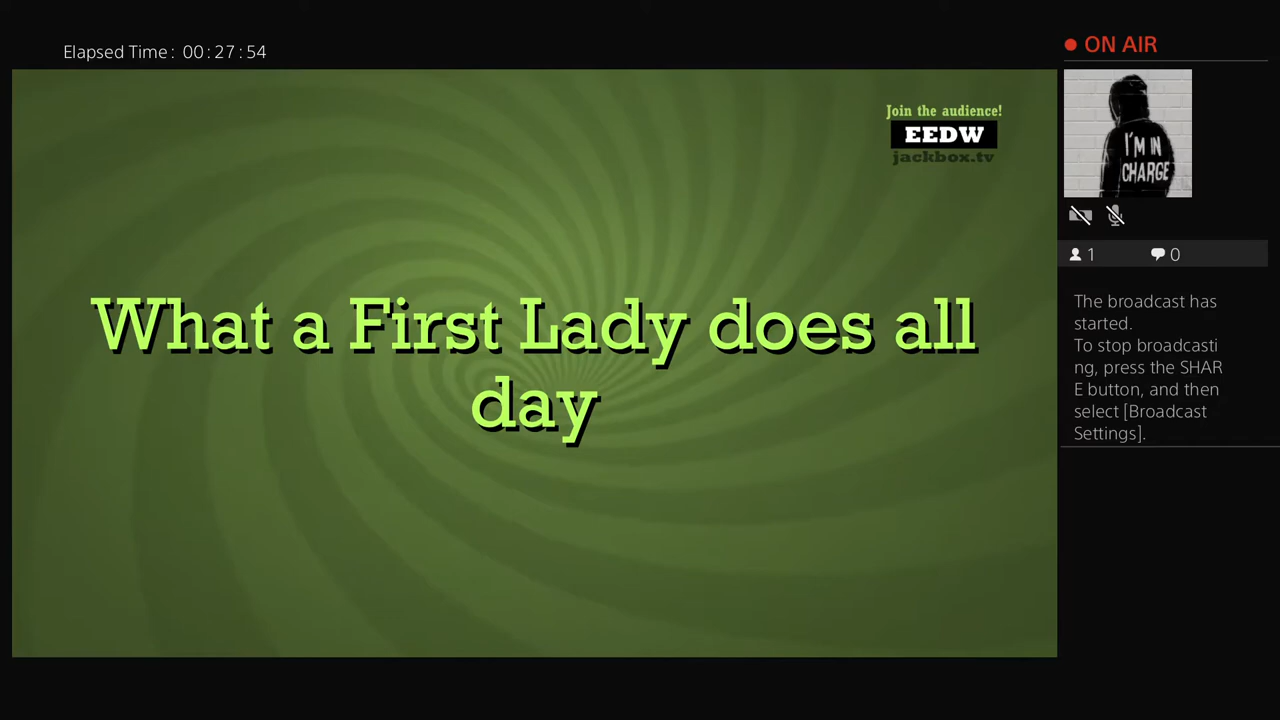 Elapsed Time: 00:27:54
ON AIR
Join the audience!
EEDW
jackbox.tv
I'M IN
CHARGE
1
0
What a First Lady does all
day
The broadcast has
started.
To stop broadcasti
ng, press the SHAR
E button, and then
select [Broadcast
Settings].